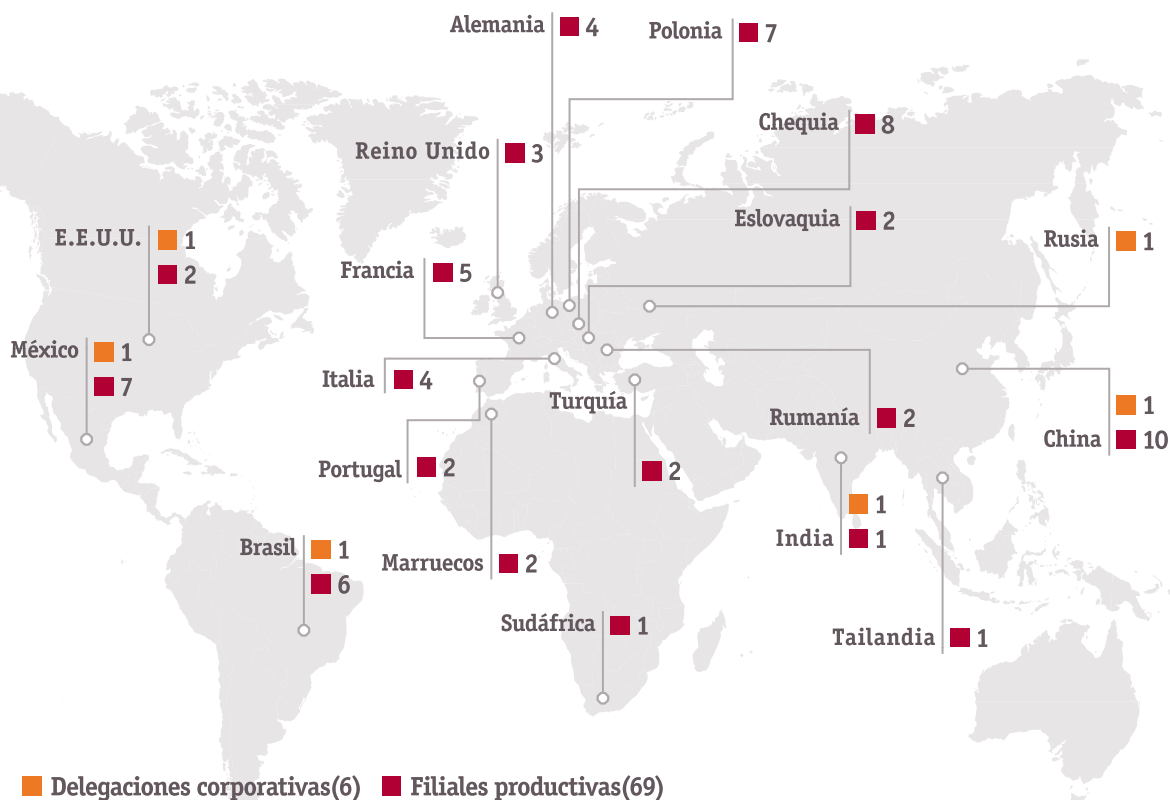 Alemania 4
Polonia 7
Chequia 8
Reino Unido 3
Eslovaquia 2
E.E.U.U. 1
2
Rusia 1
Francia 5
México 1
7
Italia 4
Turquía
2
Rumanía 2
1
China 10
Portugal 2
1
India 1
Brasil 1
6
Marruecos 2
Sudáfrica 1
Tailandia 1
Delegaciones corporativas(6) Filiales productivas(69)